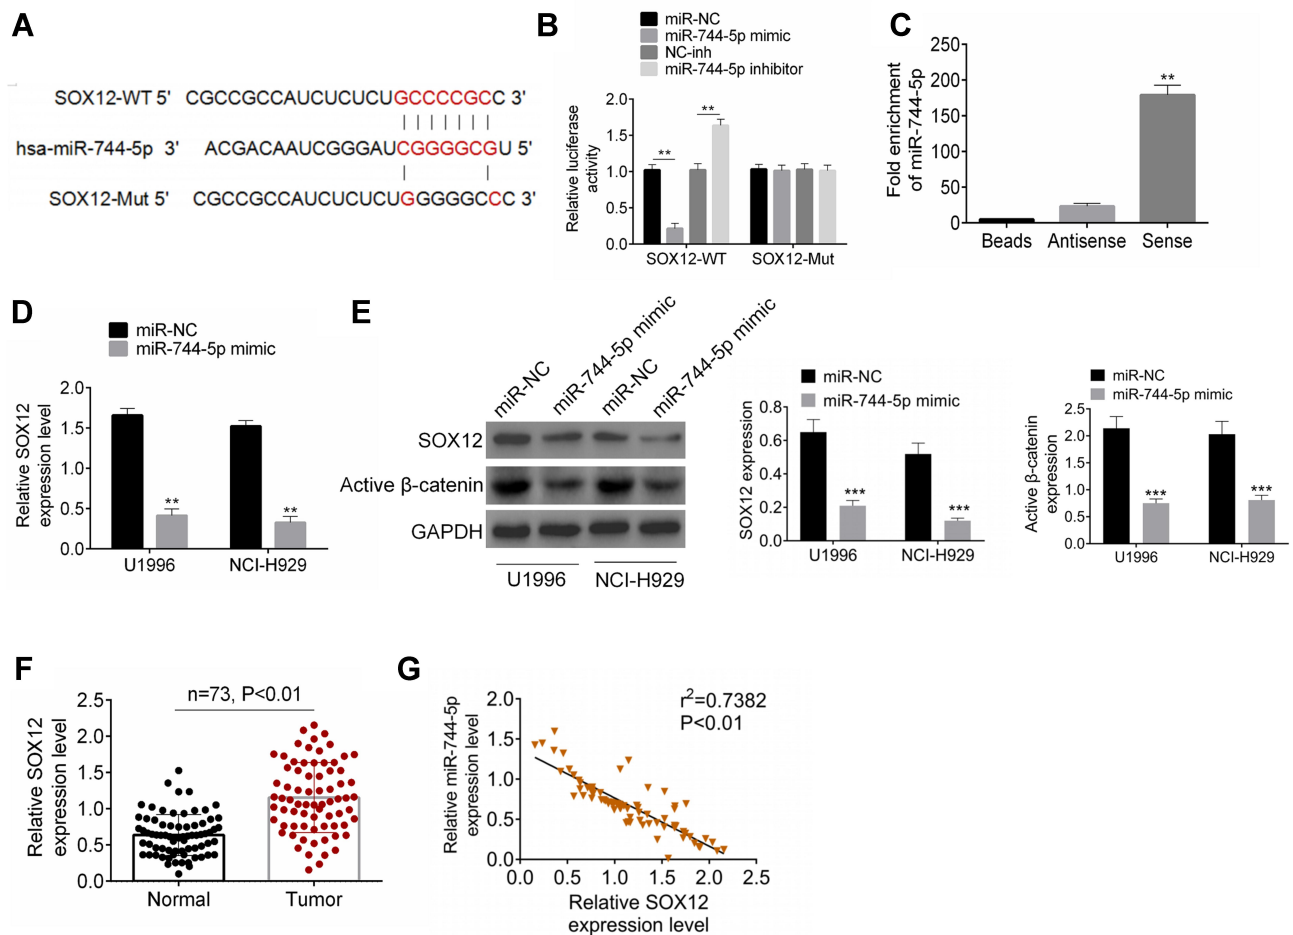 A
SOX12-WT 5' CGCCGCCAUCUCUCUGCCCCGCC 3'
hsa-miR-744-5p 3' ACGACAAUCGGGAUCGGGGCGU 5'
SOX12-Mut 5' CGCCGCCAUCUCUCUGGGGGCCC 3'
B
miR-NC
miR-744-5p mimic
NC-inh
miR-744-5p inhibitor
Relative luciferase
activity
2.0
1.5
1.0
0.5
0.0
**
**
SOX12-WT
SOX12-Mut
C
Fold enrichment
of miR-744-5p
250
200
150
100
50
0
**
Beads
Antisense
Sense
D
miR-NC
miR-744-5p mimic
Relative SOX12
expression level
2.0
1.5
1.0
0.5
0.0
**
**
U1996
NCI-H929
E
miR-NC
miR-744-5p mimic
miR-NC
miR-744-5p mimic
SOX12
Active β-catenin
GAPDH
U1996
NCI-H929
miR-NC
miR-744-5p mimic
SOX12 expression
0.8
0.6
0.4
0.2
0.0
***
***
U1996
NCI-H929
miR-NC
miR-744-5p mimic
Active β-catenin
expression
2.5
2.0
1.5
1.0
0.5
0.0
***
***
U1996
NCI-H929
F
n=73, P<0.01
Relative SOX12
expression level
2.5
2.0
1.5
1.0
0.5
0.0
Normal
Tumor
G
r²=0.7382
P<0.01
Relative miR-744-5p
expression level
2.0
1.5
1.0
0.5
0.0
0.0
0.5
1.0
1.5
2.0
2.5
Relative SOX12
expression level